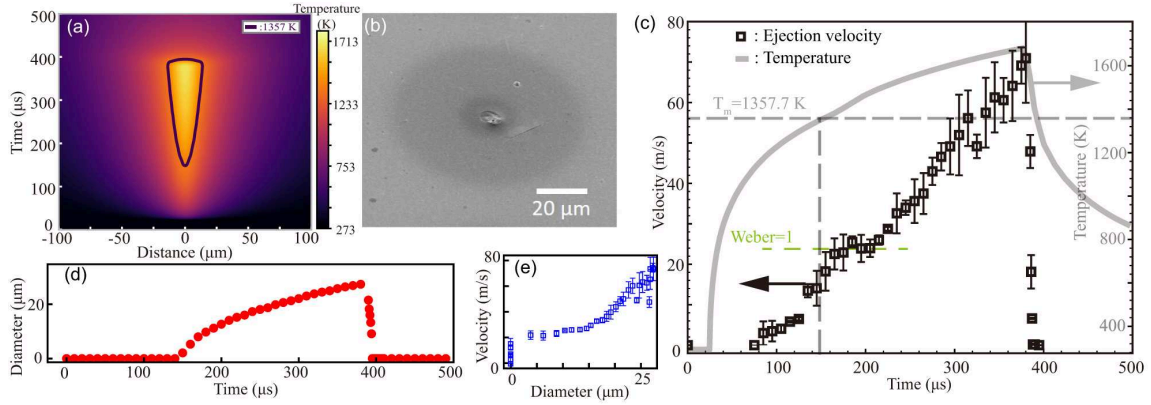 (a)
:1357 K
Temperature
(K)
1713
1233
753
273
Time (μs)
500
400
300
200
100
0
-100
-50
0
50
100
Distance (μm)
(b)
20 μm
(c)
: Ejection velocity
: Temperature
Tm=1357.7 K
Weber=1
Velocity (m/s)
80
60
40
20
0
Temperature (K)
1600
1200
800
400
0
100
200
300
400
500
Time (μs)
(d)
Diameter (μm)
20
0
0
100
200
300
400
500
Time (μs)
(e)
Velocity (m/s)
80
40
0
0
10
20
Diameter (μm)